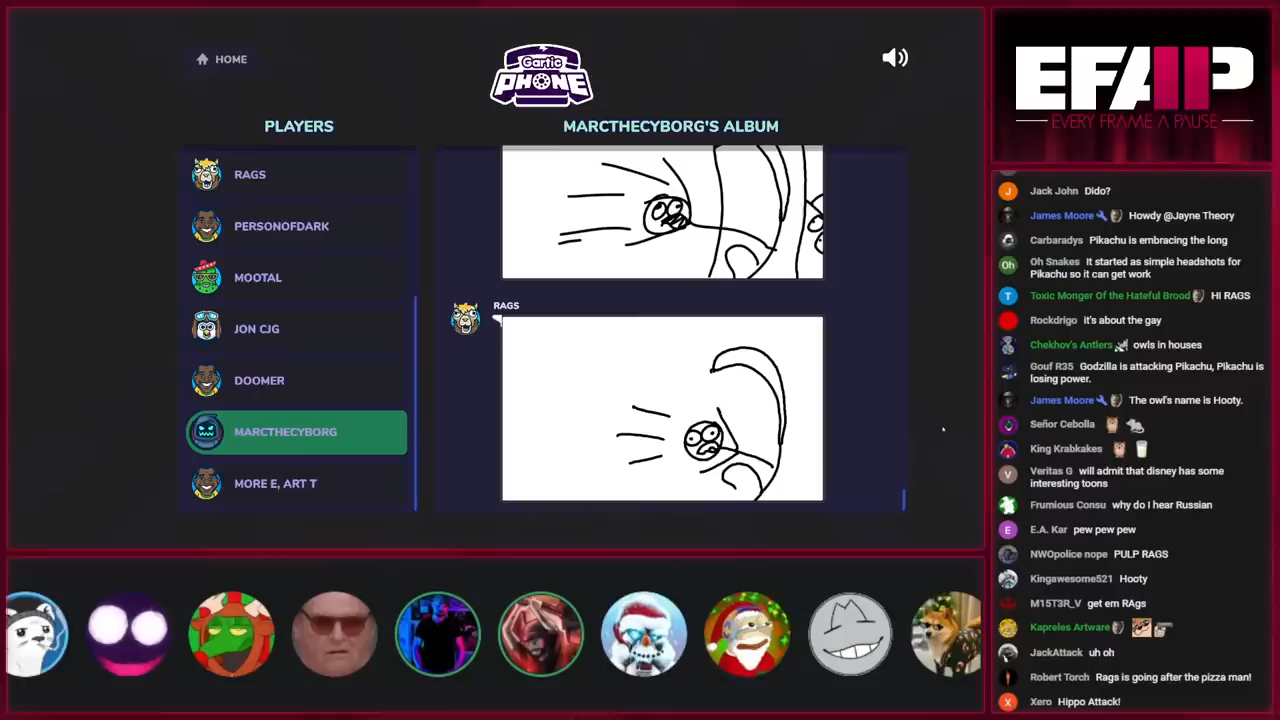 HOME
Gartic
PHONE
PLAYERS
MARCTHECYBORG'S ALBUM
RAGS
PERSONOFDARK
MOOTAL
JON CJG
DOOMER
MARCTHECYBORG
MORE E, ART T
RAGS
EFAP
EVERY FRAME A PAUSE
Jack John Dido?
James Moore Howdy @Jayne Theory
Carbaradys Pikachu is embracing the long
Oh Snakes It started as simple headshots for
Pikachu so it can get work
Toxic Monger Of the Hateful Brood HI RAGS
Rockdrigo it's about the gay
Chekhov's Antlers owls in houses
Gouf R35 Godzilla is attacking Pikachu, Pikachu is
losing power.
James Moore The owl's name is Hooty.
Señor Cebolla
King Krabkakes
Veritas G will admit that disney has some
interesting toons
Frumious Consu why do I hear Russian
E.A. Kar pew pew pew
NWOpolice nope PULP RAGS
Kingawesome521 Hooty
M15T3R_V get em RAgs
Kapreles Artware
JackAttack uh oh
Robert Torch Rags is going after the pizza man!
Xero Hippo Attack!